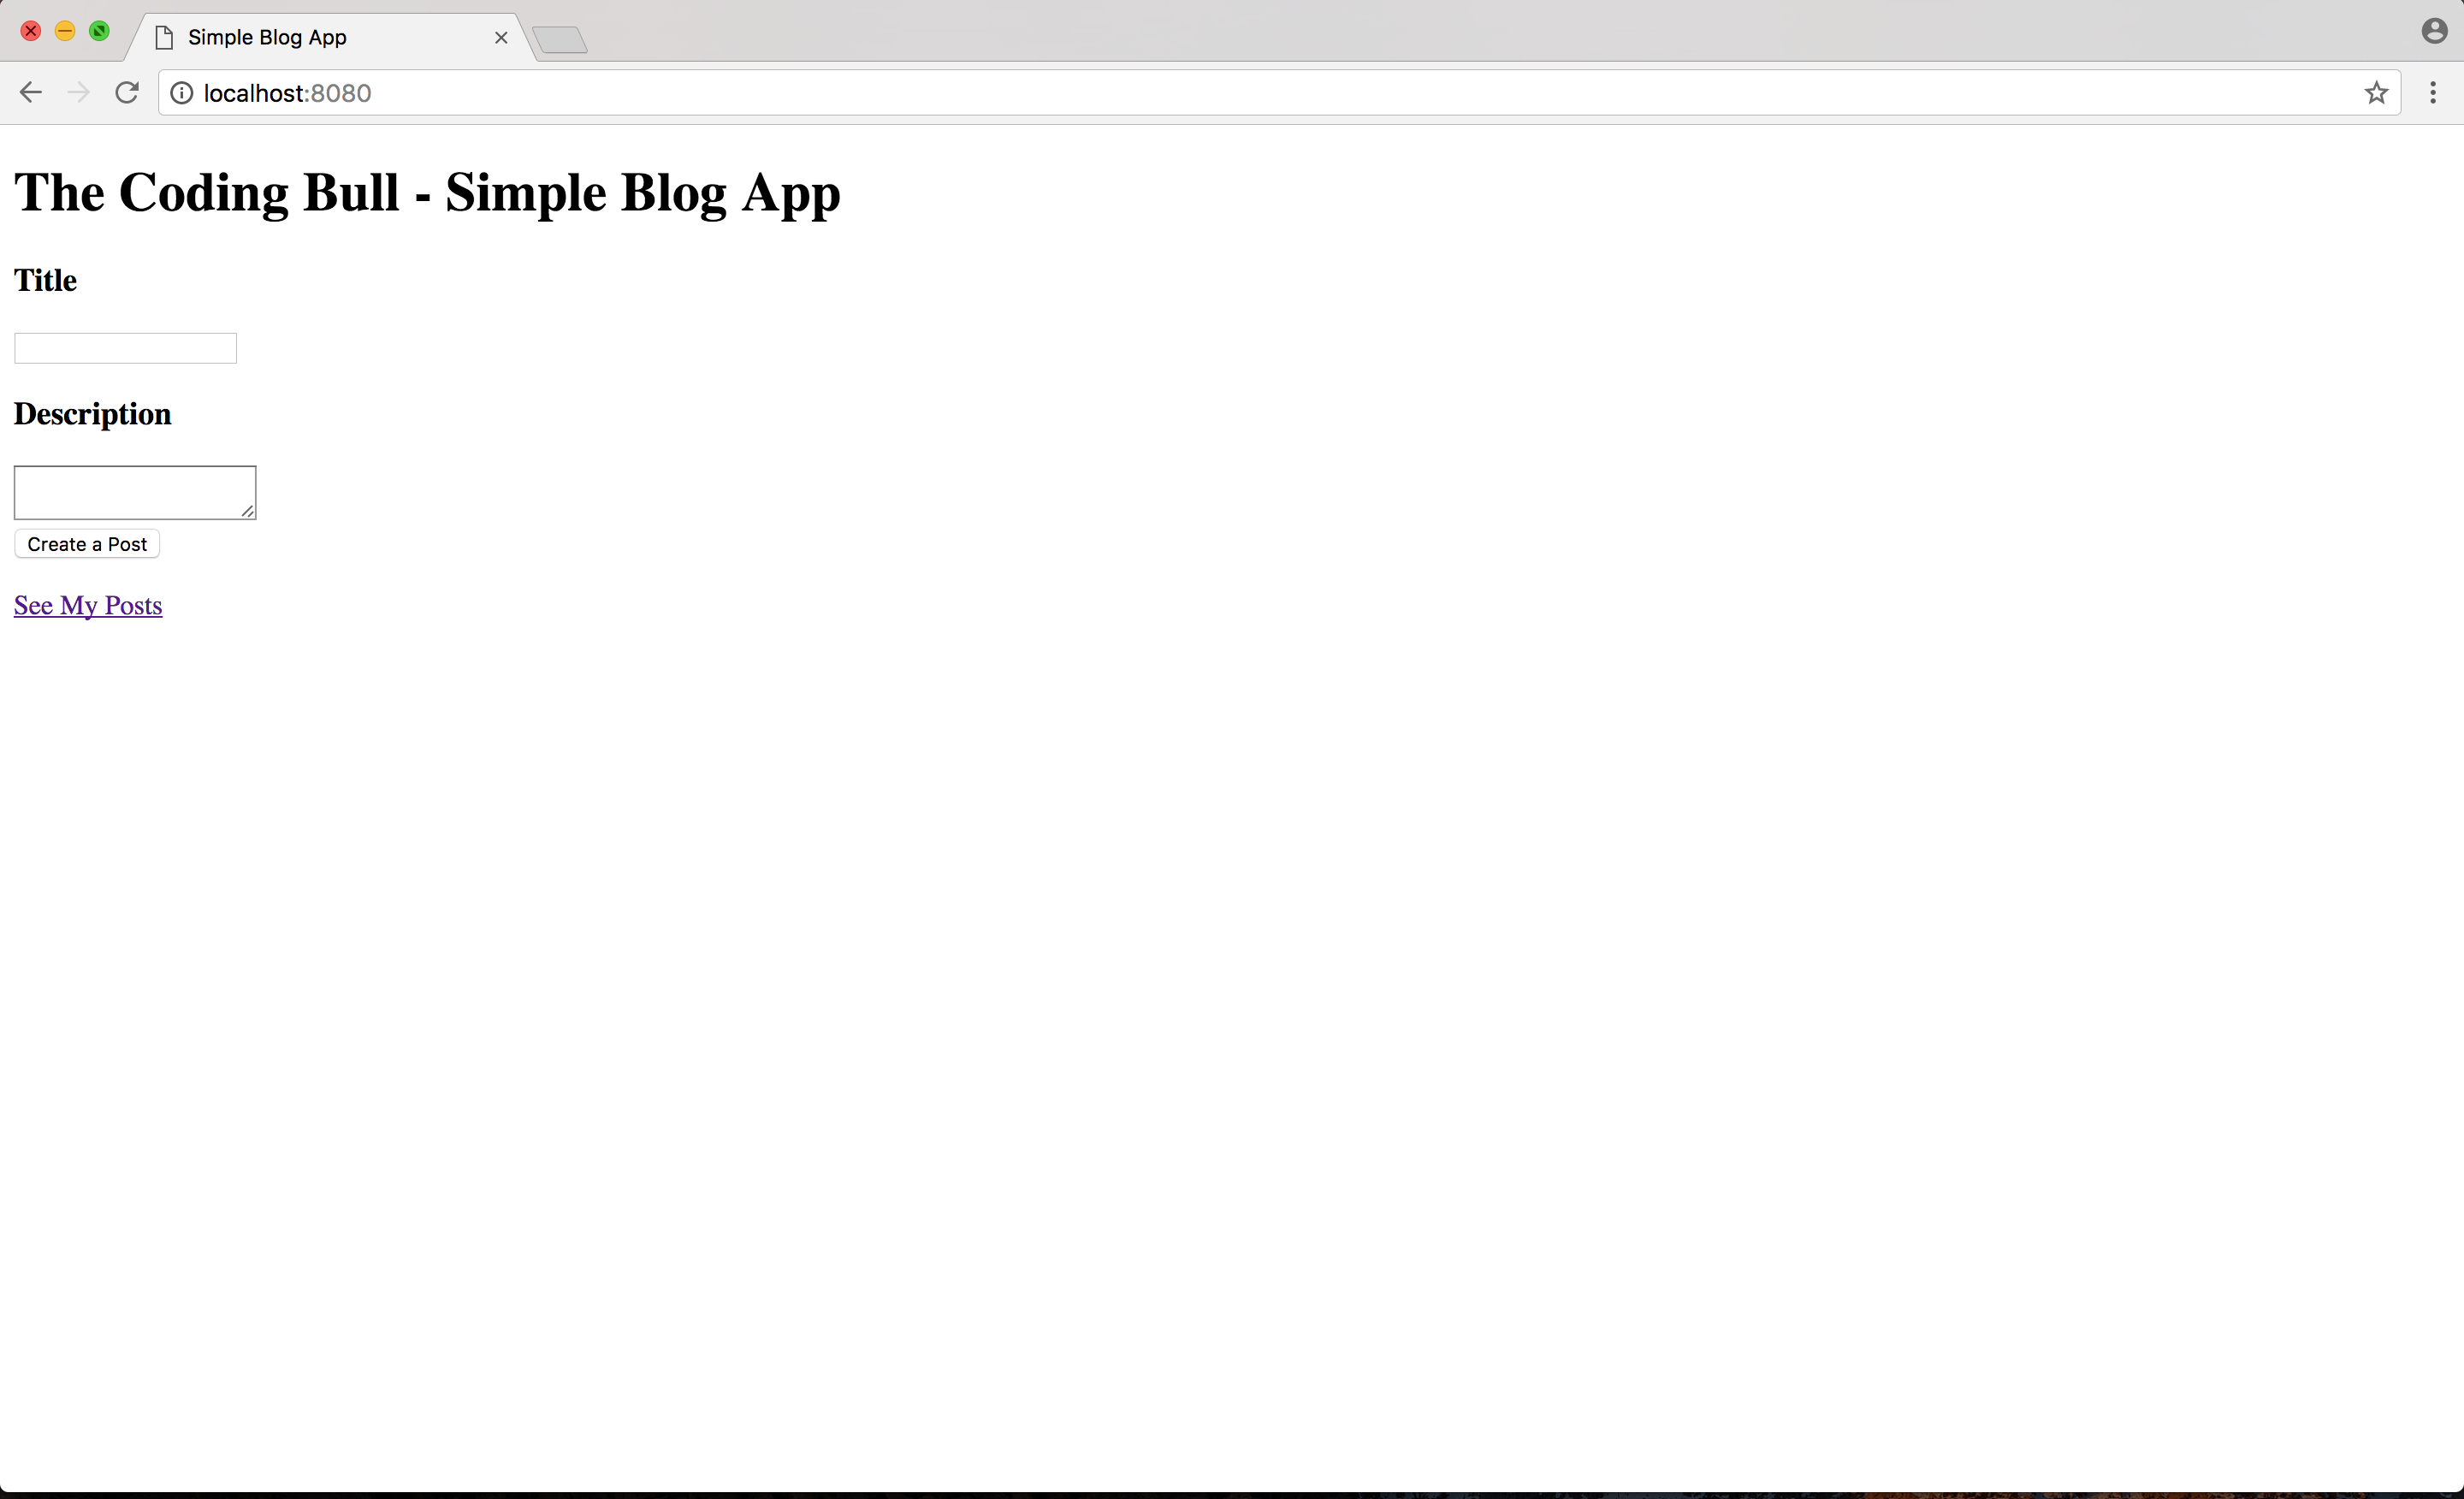 Simple Blog App
localhost:8080
The Coding Bull - Simple Blog App
Title
Description
Create a Post
See My Posts